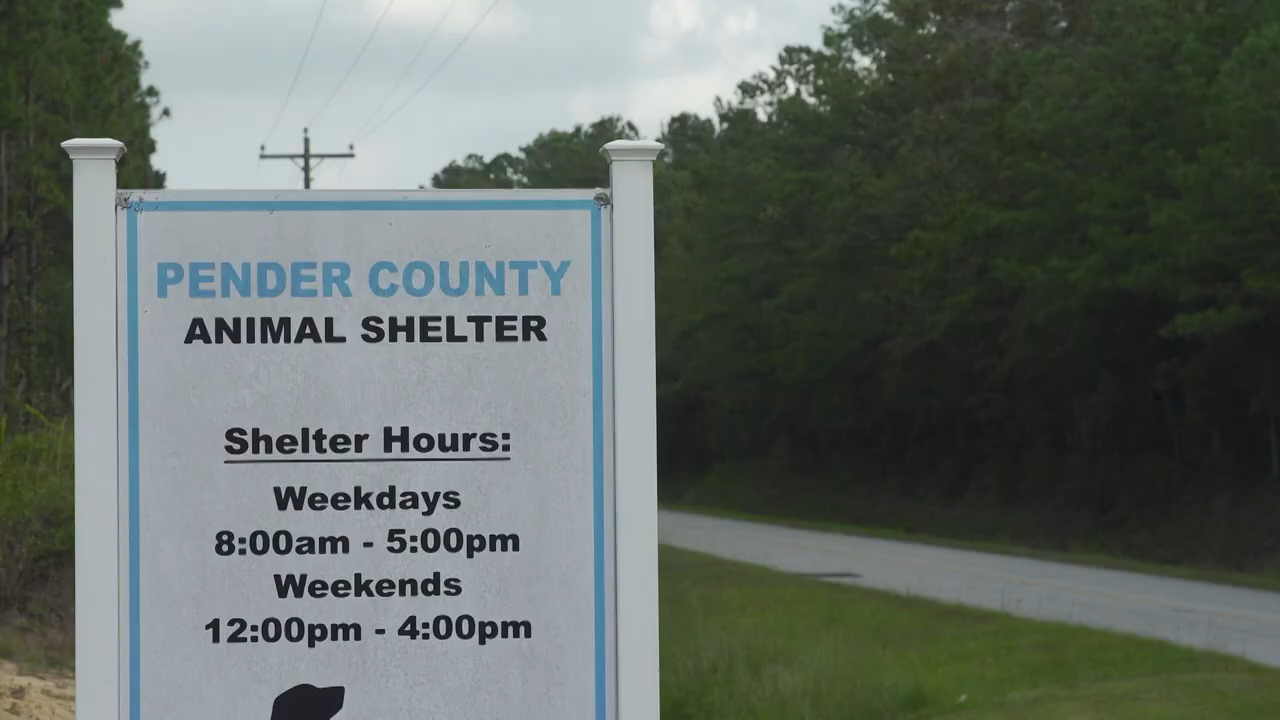 PENDER COUNTY
ANIMAL SHELTER
Shelter Hours:
Weekdays
8:00am - 5:00pm
Weekends
12:00pm - 4:00pm